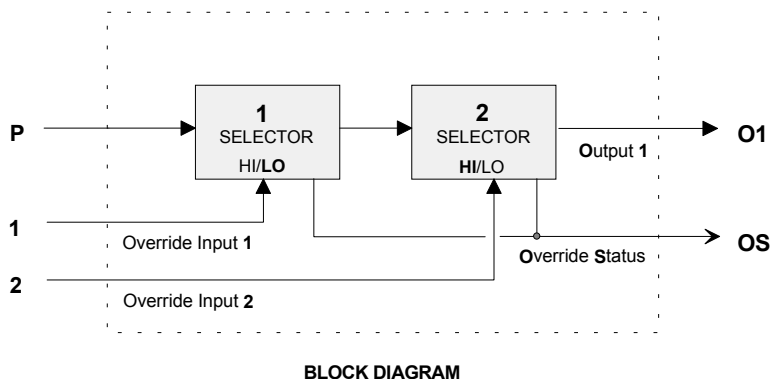 P
1
SELECTOR
HI/LO
2
SELECTOR
HI/LO
O1
Output 1
1
Override Input 1
OS
Override Status
2
Override Input 2
BLOCK DIAGRAM